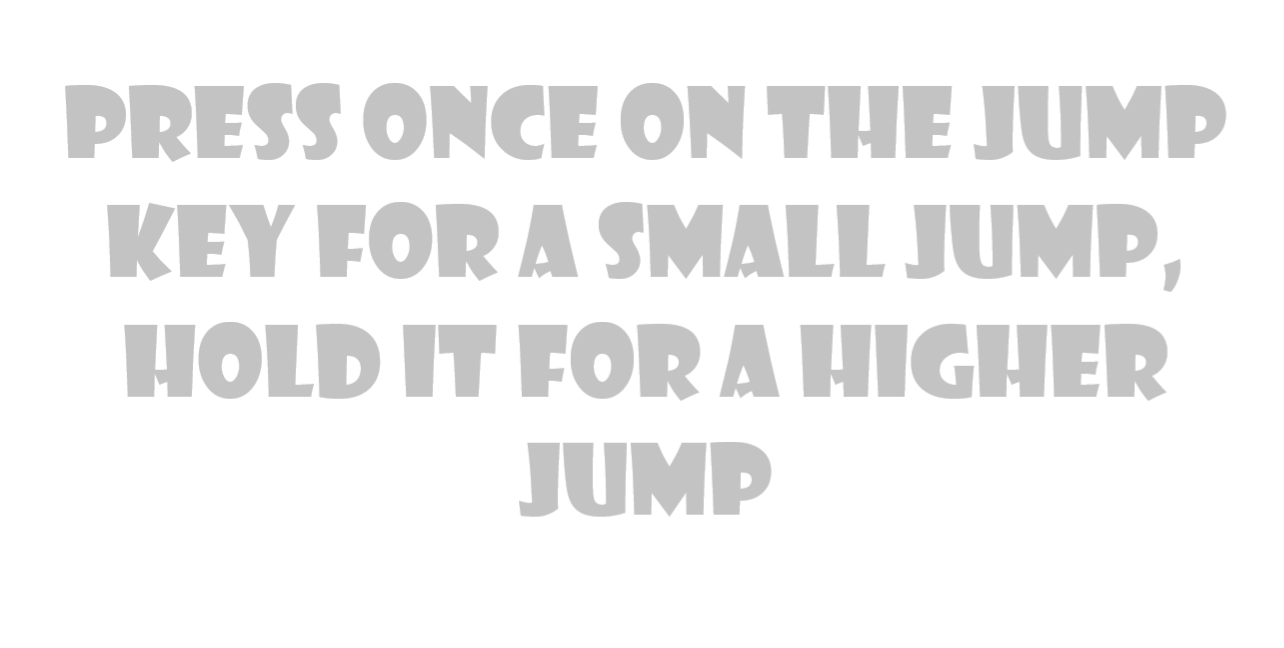 PRESS ONCE ON THE JUMP
KEY FOR A SMALL JUMP,
HOLD IT FOR A HIGHER
JUMP